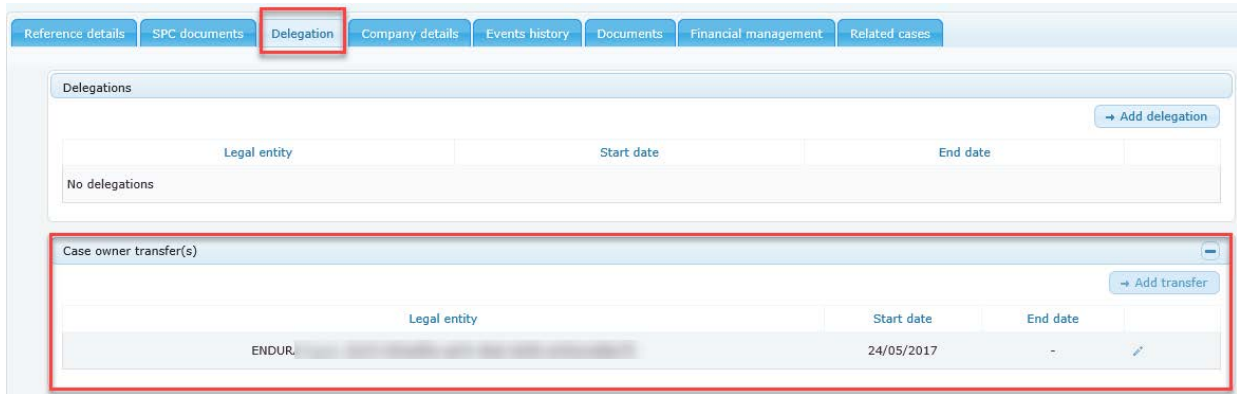 Reference details SPC documents Delegation Company details Events history Documents Financial management Related cases
Delegations
→ Add delegation
Legal entity Start date End date
No delegations
Case owner transfer(s)
→ Add transfer
Legal entity Start date End date
ENDUR 24/05/2017 -